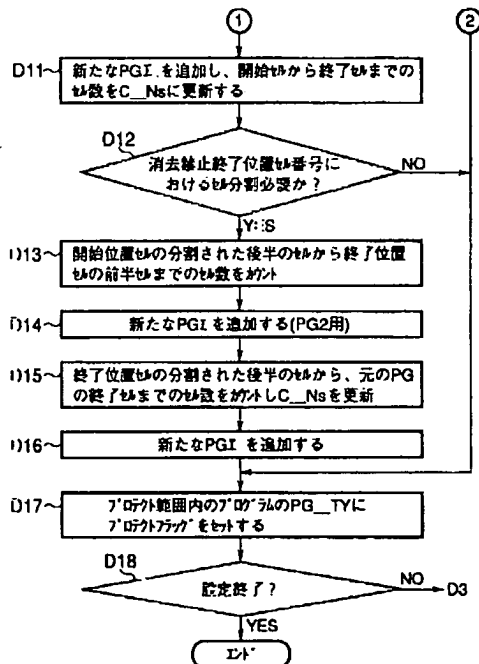 ① ②
D11 新たなPGI を追加し、開始セルから終了セルまでの
セル数をC__Nsに更新する
D12
消去禁止終了位置セル番号に
おけるセル分割必要か?
NO
YES
D13 開始位置セルの分割された後半のセルから終了位置
セルの前半セルまでのセル数をカウント
D14 新たなPGIを追加する(PG2用)
D15 終了位置セルの分割された後半のセルから、元のPG
の終了セルまでのセル数をカウントしC__Nsを更新
D16 新たなPGI を追加する
D17 プロテクト範囲内のプログラムのPG__TYに
プロテクトフラッグをセットする
D18
設定終了?
NO D3
YES
エンド